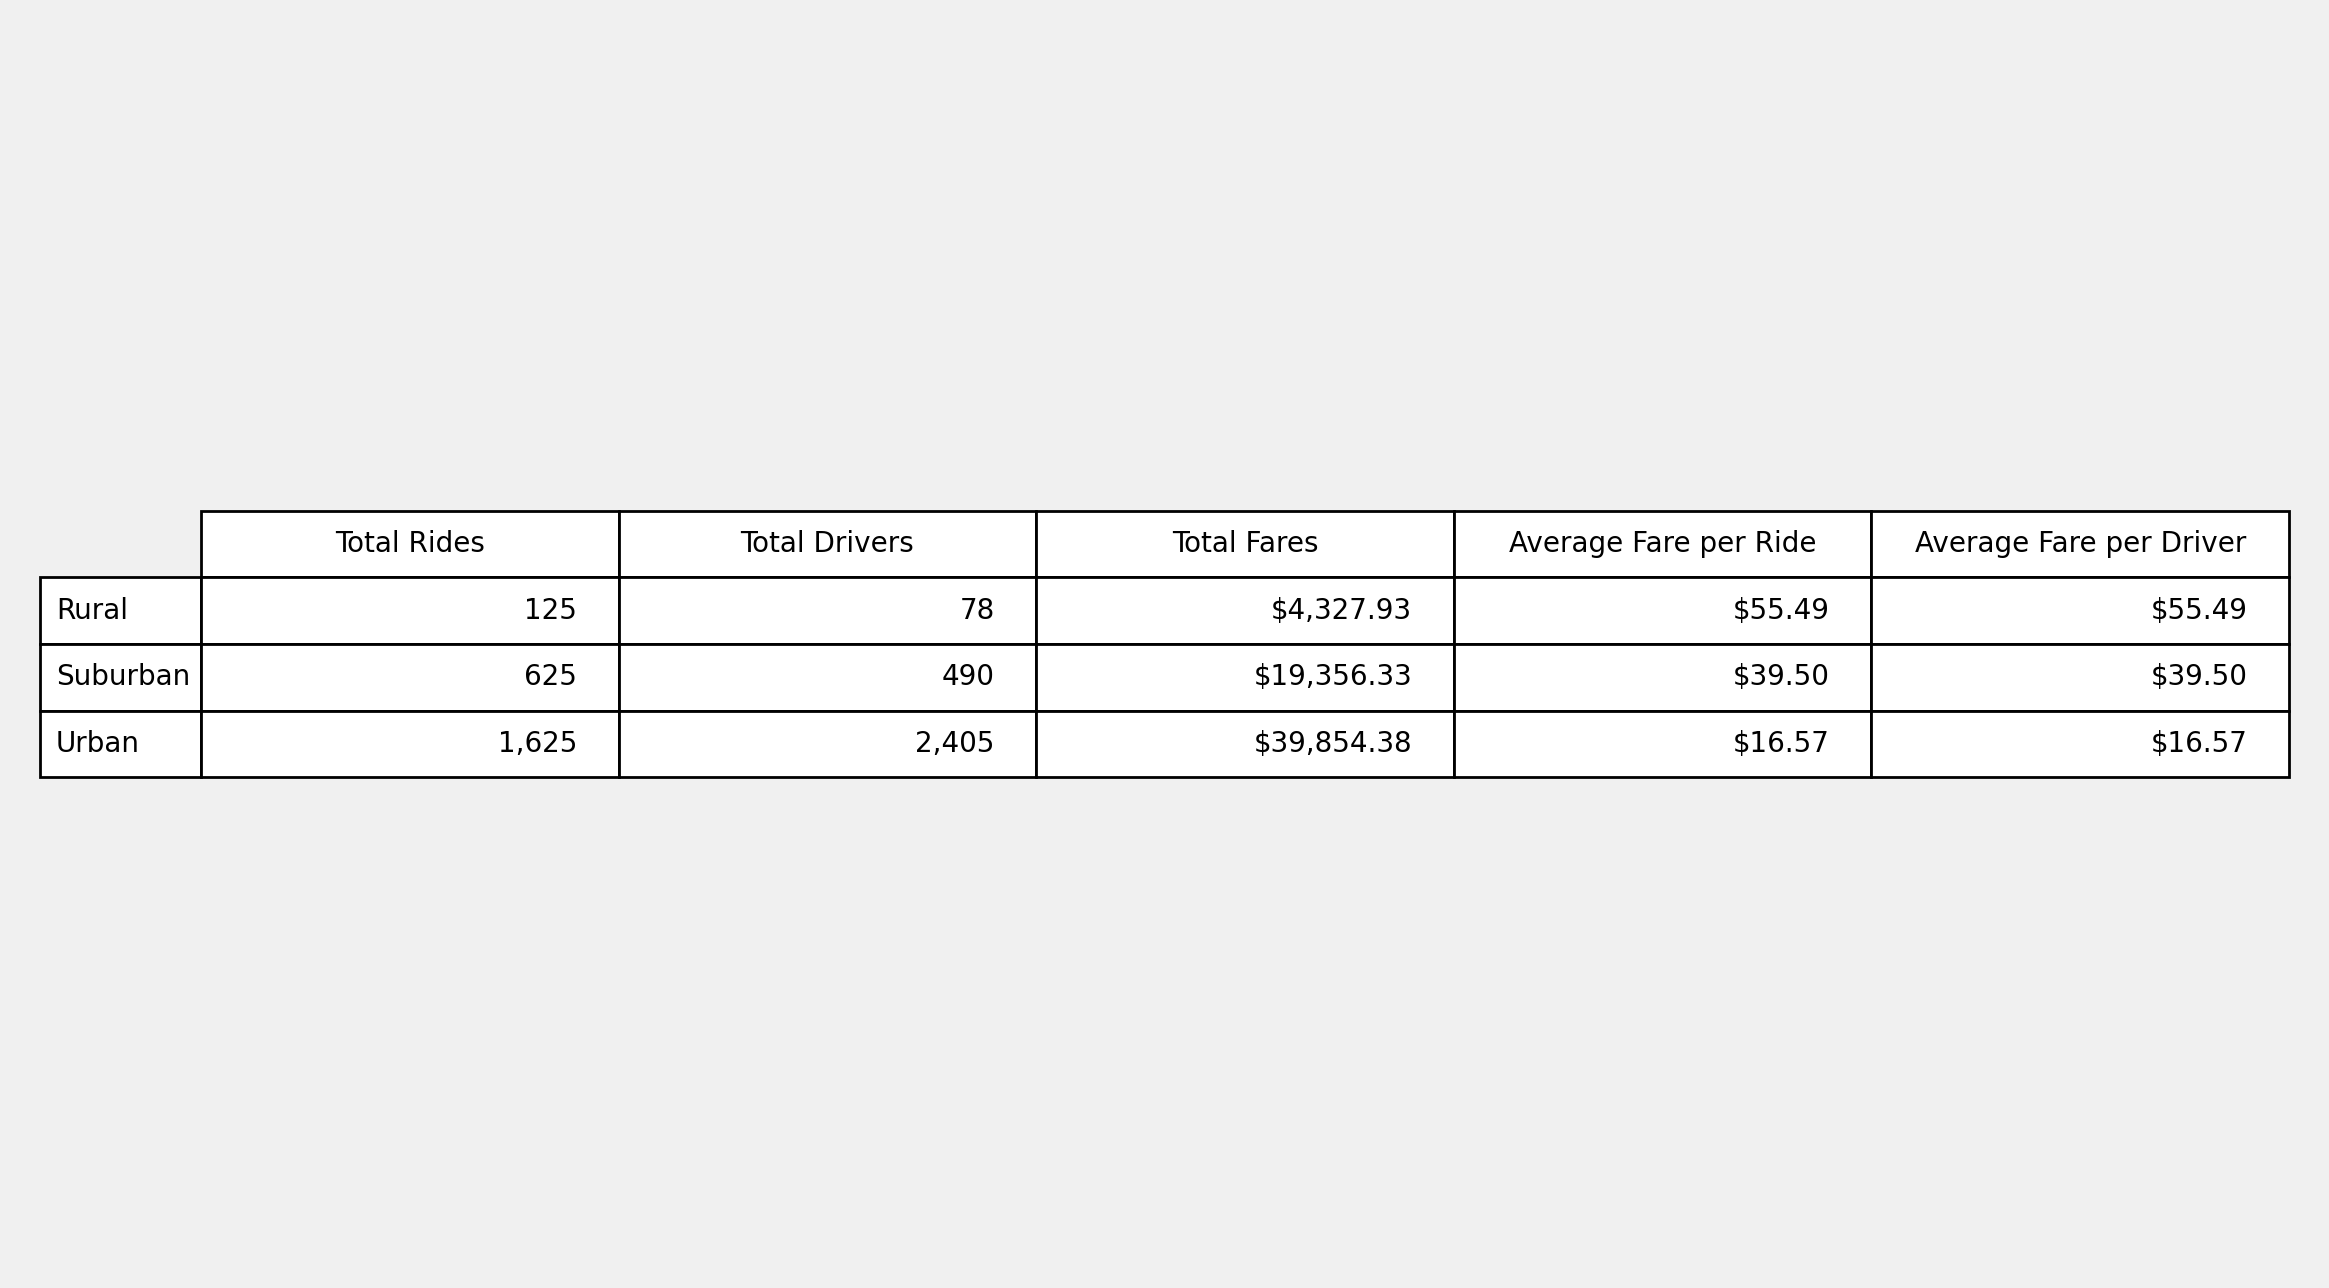 Total Rides Total Drivers Total Fares Average Fare per Ride Average Fare per Driver
Rural 125 78 $4,327.93 $55.49 $55.49
Suburban 625 490 $19,356.33 $39.50 $39.50
Urban 1,625 2,405 $39,854.38 $16.57 $16.57